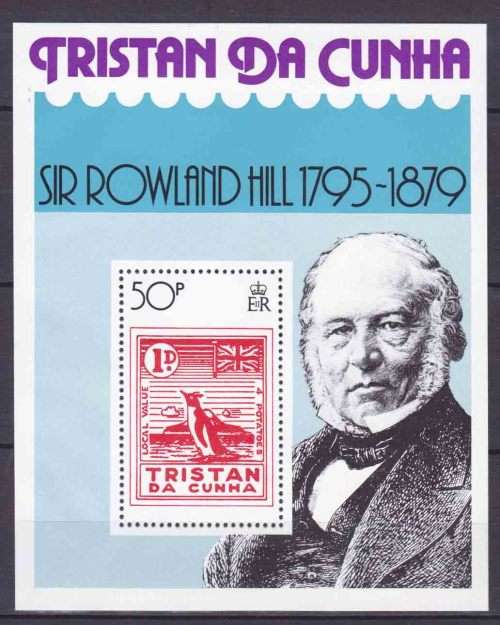 TRISTAN DA CUNHA
SIR ROWLAND HILL 1795-1879
50P
EIIR
1D
LOCAL VALUE
4 POTATOES
TRISTAN
DA CUNHA